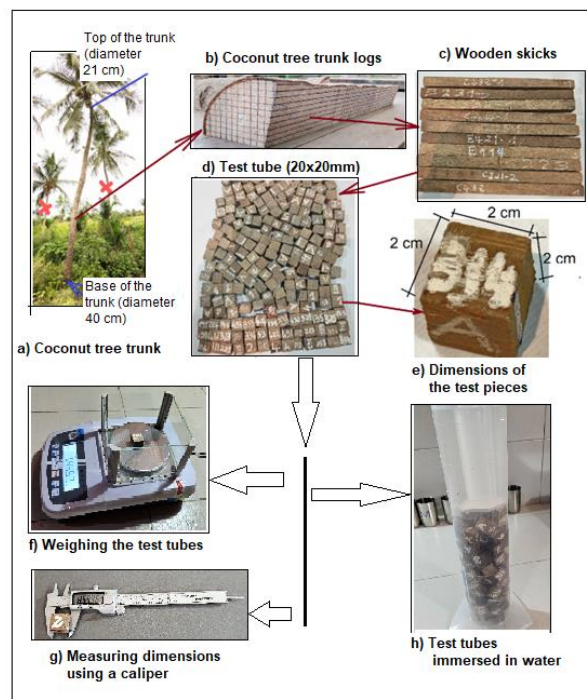 Top of the trunk
(diameter
21 cm)
b) Coconut tree trunk logs
c) Wooden skicks
d) Test tube (20x20mm)
E114
2 cm
2 cm
2 cm
314
A
Base of the
trunk (diameter
40 cm)
a) Coconut tree trunk
e) Dimensions of
the test pieces
f) Weighing the test tubes
g) Measuring dimensions
using a caliper
h) Test tubes
immersed in water